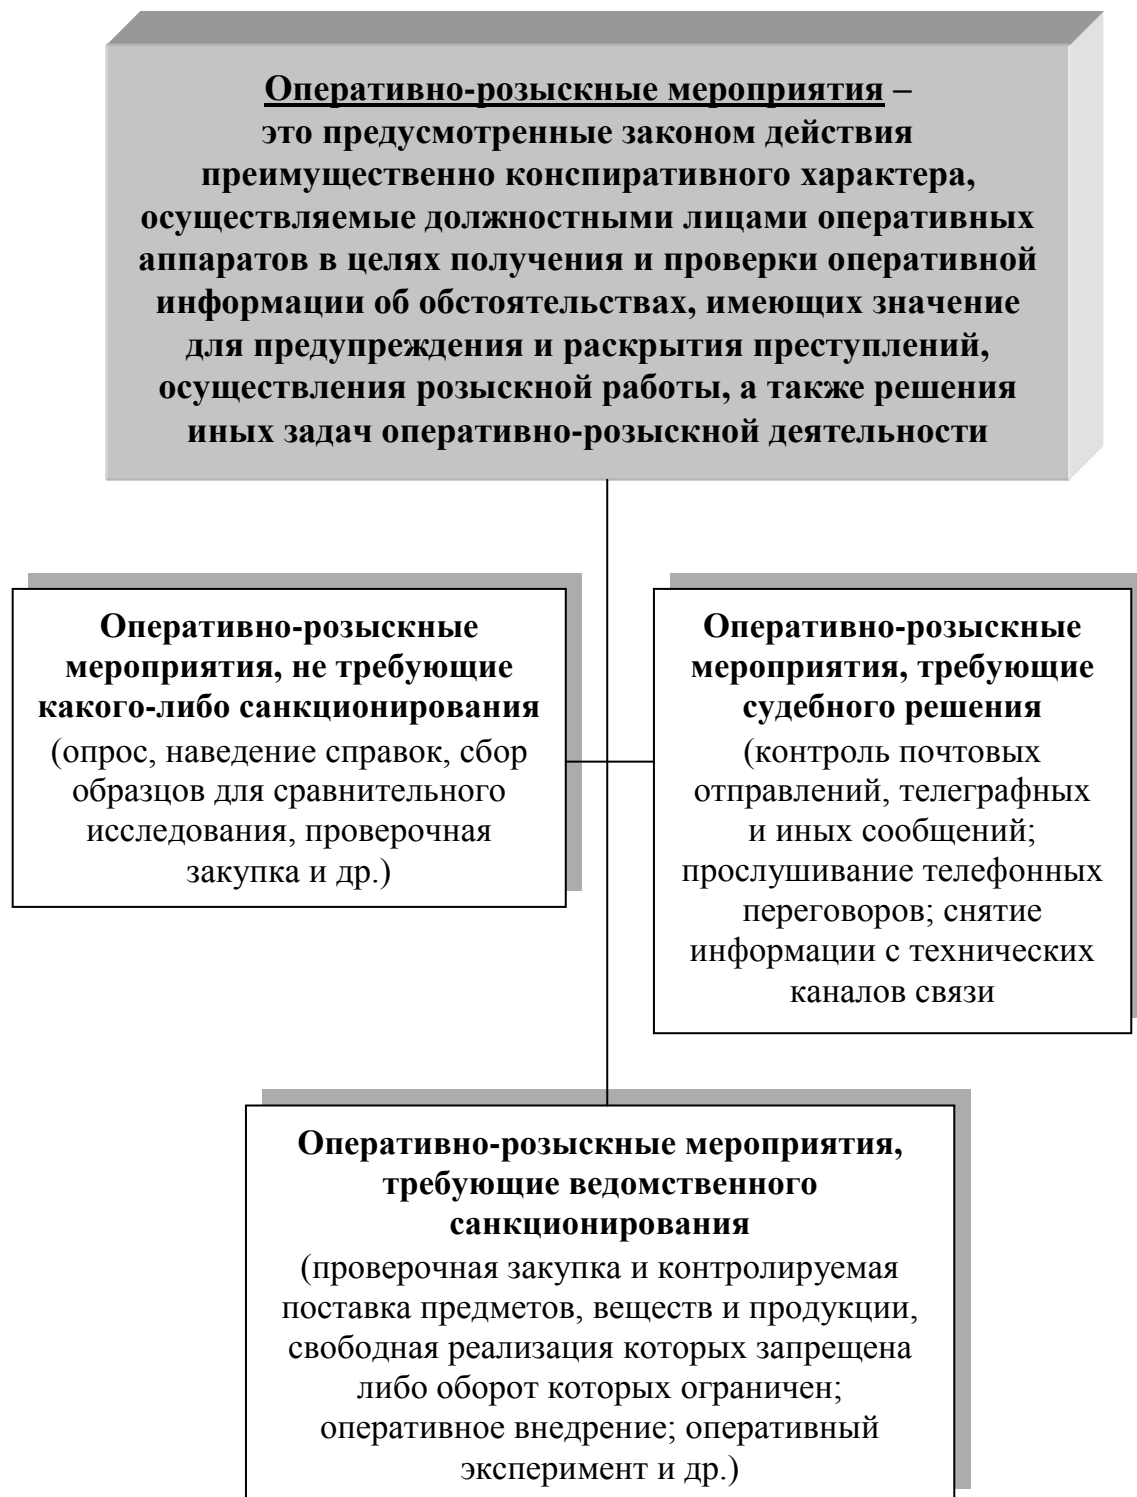 Оперативно-розыскные мероприятия –
это предусмотренные законом действия
преимущественно конспиративного характера,
осуществляемые должностными лицами оперативных
аппаратов в целях получения и проверки оперативной
информации об обстоятельствах, имеющих значение
для предупреждения и раскрытия преступлений,
осуществления розыскной работы, а также решения
иных задач оперативно-розыскной деятельности
Оперативно-розыскные
мероприятия, не требующие
какого-либо санкционирования
(опрос, наведение справок, сбор
образцов для сравнительного
исследования, проверочная
закупка и др.)
Оперативно-розыскные
мероприятия, требующие
судебного решения
(контроль почтовых
отправлений, телеграфных
и иных сообщений;
прослушивание телефонных
переговоров; снятие
информации с технических
каналов связи
Оперативно-розыскные мероприятия,
требующие ведомственного
санкционирования
(проверочная закупка и контролируемая
поставка предметов, веществ и продукции,
свободная реализация которых запрещена
либо оборот которых ограничен;
оперативное внедрение; оперативный
эксперимент и др.)